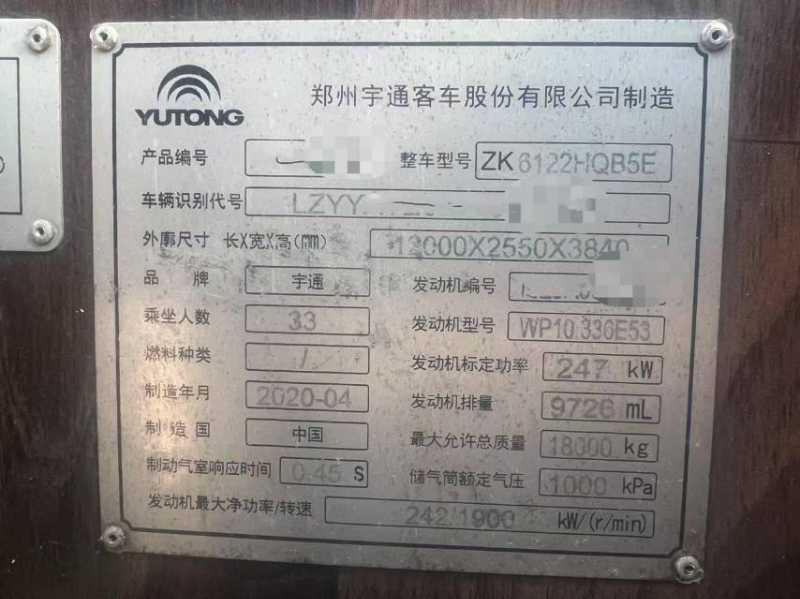 YUTONG
郑州宇通客车股份有限公司制造
产品编号 整车型号 ZK6122HQB5E
车辆识别代号 LZYY
外廓尺寸 长X宽X高(mm) 12000X2550X3840
品牌 宇通 发动机编号
乘坐人数 33 发动机型号 WP10.336E53
燃料种类 / 发动机标定功率 247 kW
制造年月 2020-04 发动机排量 9726 mL
制造国 中国 最大允许总质量 18000 kg
制动气室响应时间 0.45 S 储气筒额定气压 1000 kPa
发动机最大净功率/转速 242/1900 kW/(r/min)